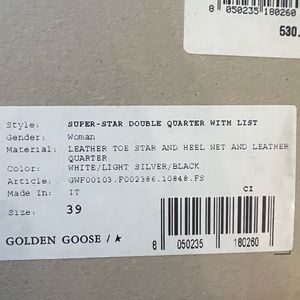 8 050235 180260
530.
Style: SUPER-STAR DOUBLE QUARTER WITH LIST
Gender: Woman
Material: LEATHER TOE STAR AND HEEL NET AND LEATHER
QUARTER
Color: WHITE/LIGHT SILVER/BLACK
Article: GWF00103.F002386.10848.FS
Made In: IT
CI
Size: 39
GOLDEN GOOSE /
8 050235 180260